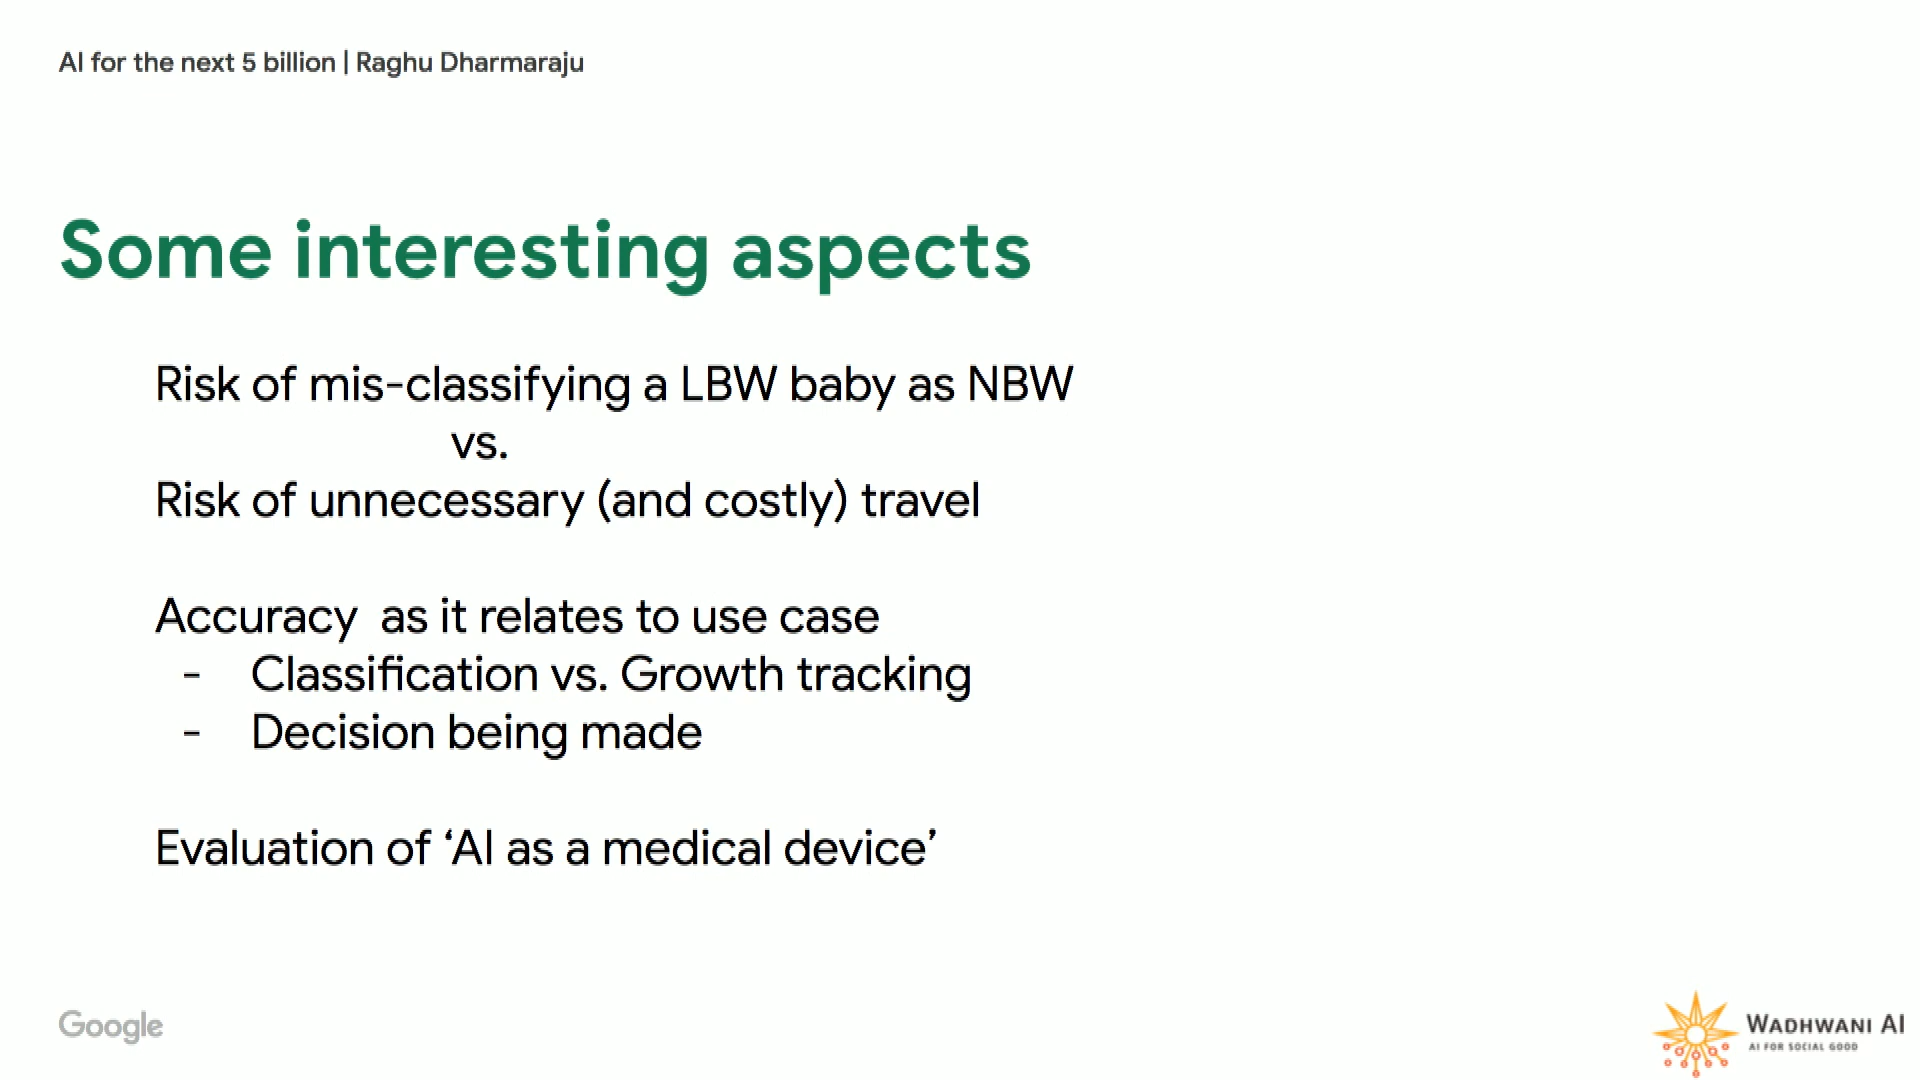 AI for the next 5 billion | Raghu Dharmaraju
Some interesting aspects
Risk of mis-classifying a LBW baby as NBW
vs.
Risk of unnecessary (and costly) travel
Accuracy  as it relates to use case
- Classification vs. Growth tracking
- Decision being made
Evaluation of ‘AI as a medical device’
Google
WADHWANI AI
AI FOR SOCIAL GOOD